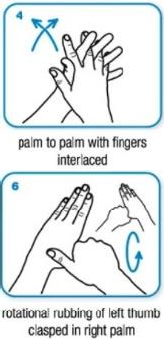 4
palm to palm with fingers
interlaced
6
rotational rubbing of left thumb
clasped in right palm